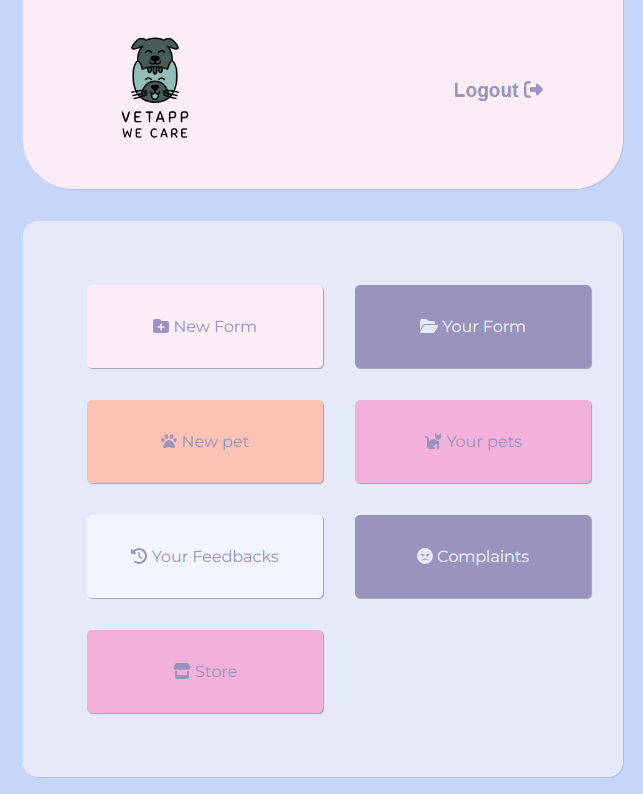 VETAPP
WE CARE
Logout
New Form
Your Form
New pet
Your pets
Your Feedbacks
Complaints
Store